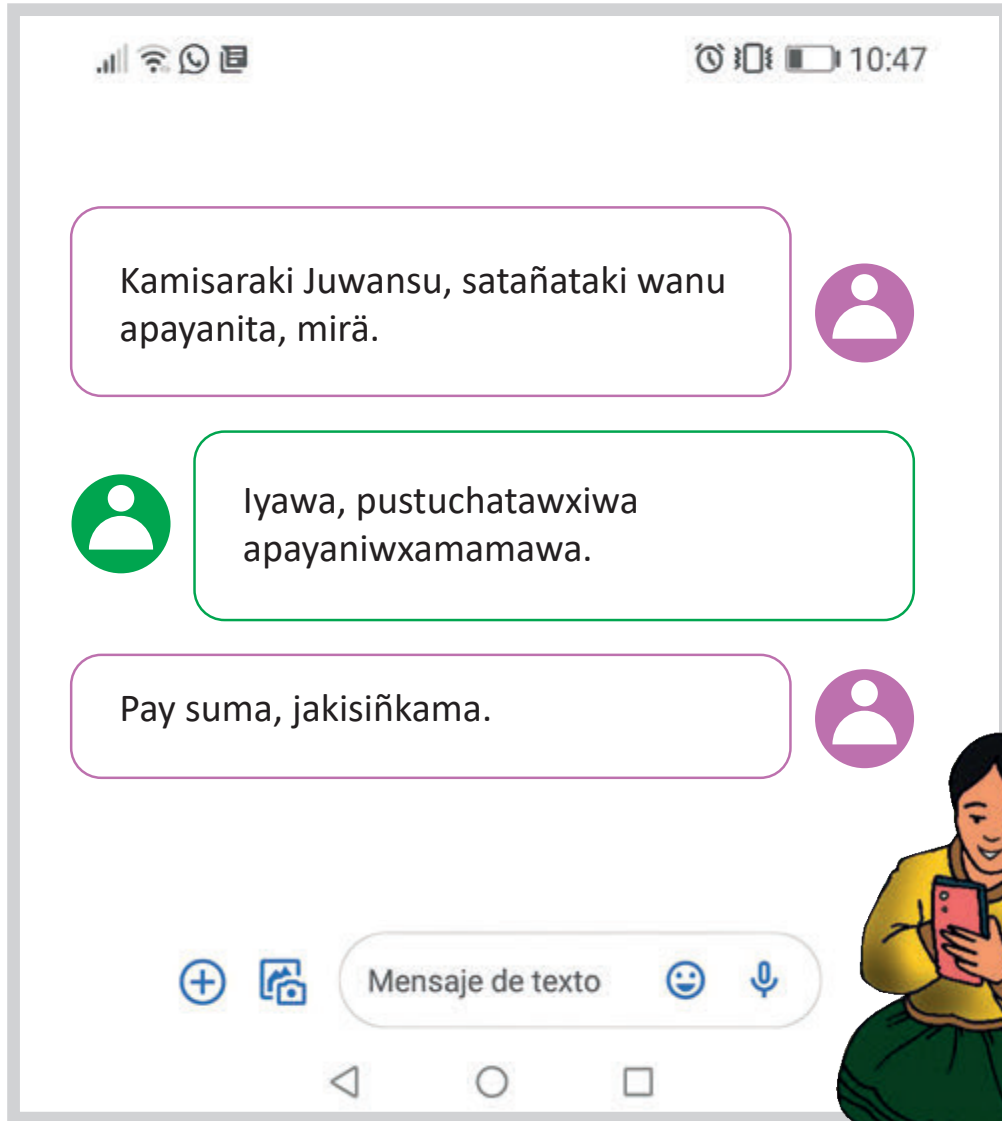 10:47
Kamisaraki Juwansu, satañataki wanu
apayanita, mirä.
Iyawa, pustuchatawxiwa
apayaniwxamamawa.
Pay suma, jakisiñkama.
Mensaje de texto